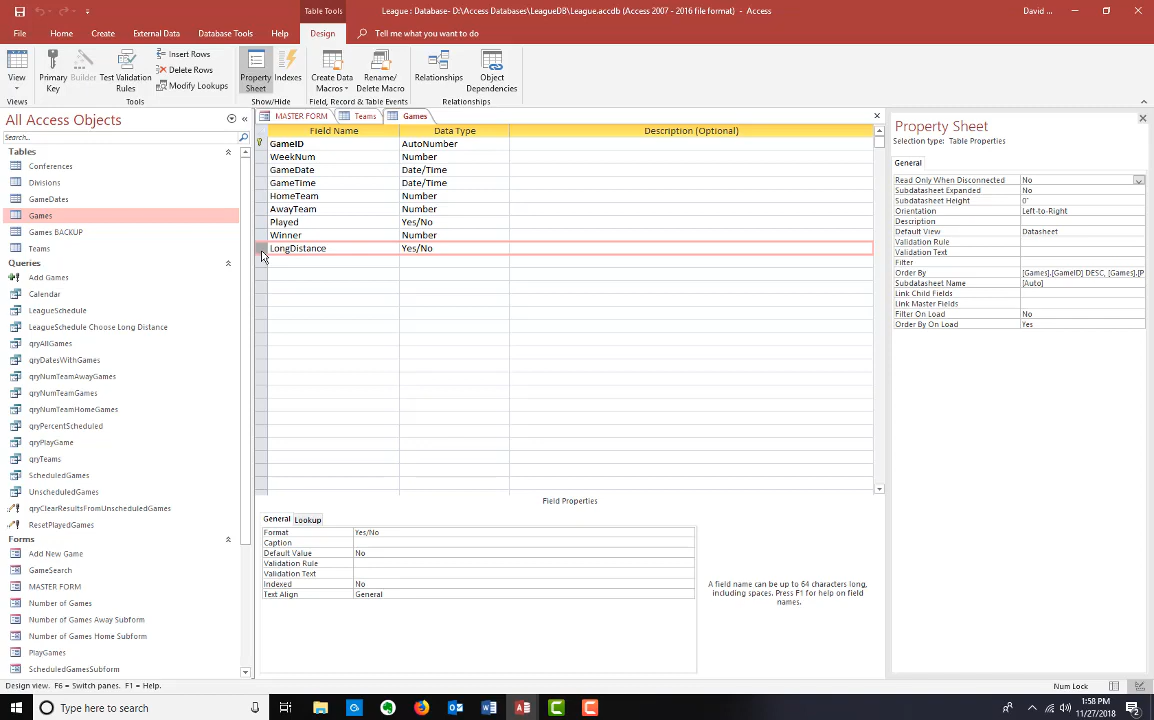 Table Tools
League : Database- D:\Access Databases\LeagueDB\League.accdb (Access 2007 - 2016 file format) - Access
David ...
File
Home
Create
External Data
Database Tools
Help
Design
Tell me what you want to do
View
Primary Key
Builder
Test Validation Rules
Insert Rows
Delete Rows
Modify Lookups
Property Sheet
Indexes
Create Data Macros
Rename/ Delete Macro
Relationships
Object Dependencies
Views
Tools
Show/Hide
Field, Record & Table Events
Relationships
All Access Objects
Search...
Tables
Conferences
Divisions
GameDates
Games
Games BACKUP
Teams
Queries
Add Games
Calendar
LeagueSchedule
LeagueSchedule Choose Long Distance
qryAllGames
qryDatesWithGames
qryNumTeamAwayGames
qryNumTeamGames
qryNumTeamHomeGames
qryPercentScheduled
qryPlayGame
qryTeams
ScheduledGames
UnscheduledGames
qryClearResultsFromUnscheduledGames
ResetPlayedGames
Forms
Add New Game
GameSearch
MASTER FORM
Number of Games
Number of Games Away Subform
Number of Games Home Subform
PlayGames
ScheduledGamesSubform
MASTER FORM
Teams
Games
Field Name Data Type Description (Optional)
GameID AutoNumber
WeekNum Number
GameDate Date/Time
GameTime Date/Time
HomeTeam Number
AwayTeam Number
Played Yes/No
Winner Number
LongDistance Yes/No
Field Properties
General Lookup
Format Yes/No
Caption
Default Value No
Validation Rule
Validation Text
Indexed No
Text Align General
A field name can be up to 64 characters long,
including spaces. Press F1 for help on field
names.
Property Sheet
Selection type: Table Properties
General
Read Only When Disconnected No
Subdatasheet Expanded No
Subdatasheet Height 0"
Orientation Left-to-Right
Description
Default View Datasheet
Validation Rule
Validation Text
Filter
Order By [Games].[GameID] DESC, [Games].[P
Subdatasheet Name [Auto]
Link Child Fields
Link Master Fields
Filter On Load No
Order By On Load Yes
Design view. F6 = Switch panes. F1 = Help.
Num Lock
Type here to search
1:58 PM
11/27/2018
2